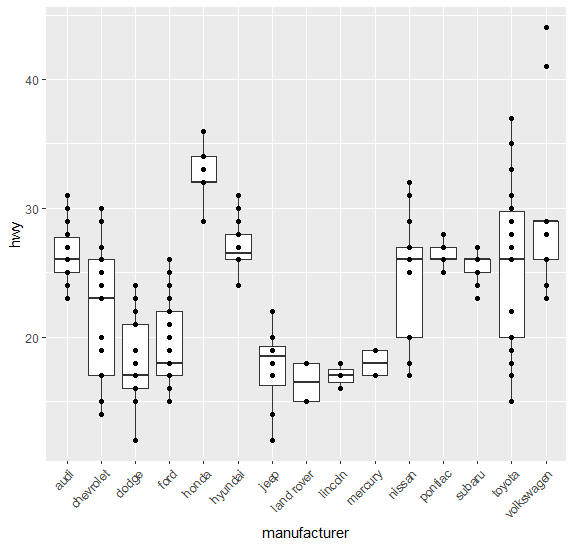 40
30
20
hwy
audi
chevrolet
dodge
ford
honda
hyundai
jeep
land rover
lincoln
mercury
nissan
pontiac
subaru
toyota
volkswagen
manufacturer